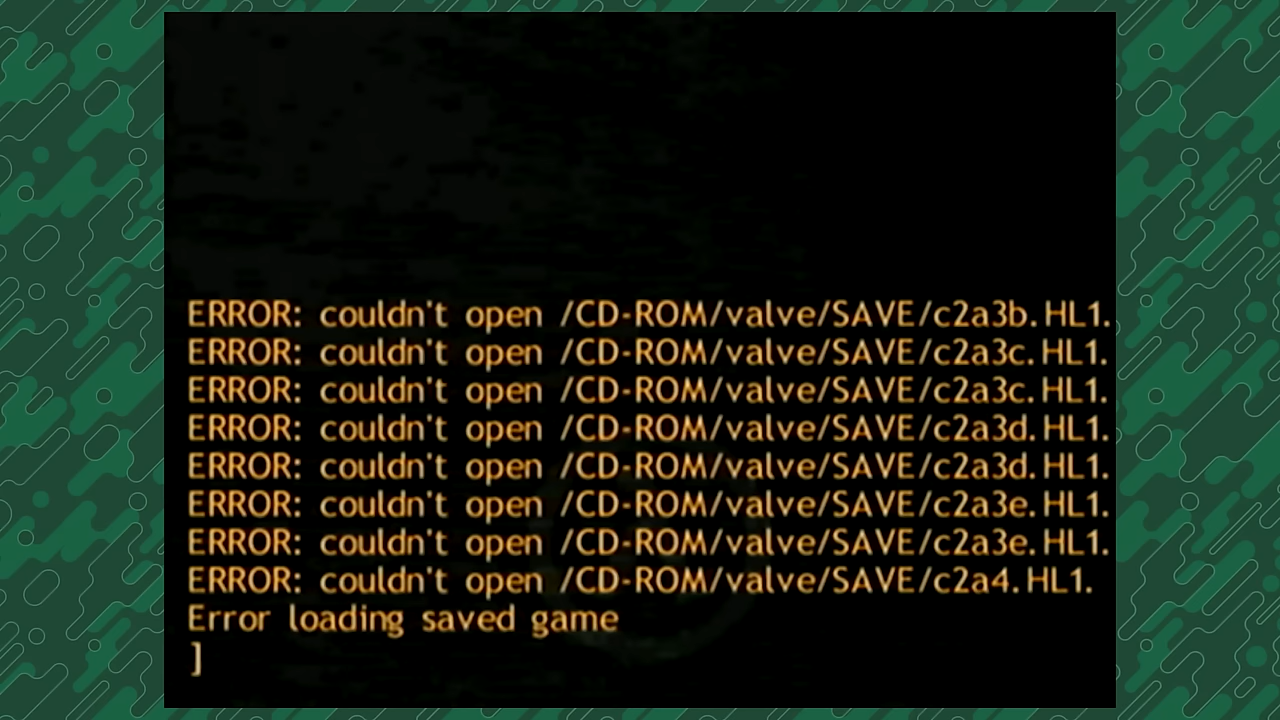 ERROR: couldn't open /CD-ROM/valve/SAVE/c2a3b.HL1.
ERROR: couldn't open /CD-ROM/valve/SAVE/c2a3c.HL1.
ERROR: couldn't open /CD-ROM/valve/SAVE/c2a3c.HL1.
ERROR: couldn't open /CD-ROM/valve/SAVE/c2a3d.HL1.
ERROR: couldn't open /CD-ROM/valve/SAVE/c2a3d.HL1.
ERROR: couldn't open /CD-ROM/valve/SAVE/c2a3e.HL1.
ERROR: couldn't open /CD-ROM/valve/SAVE/c2a3e.HL1.
ERROR: couldn't open /CD-ROM/valve/SAVE/c2a4.HL1.
Error loading saved game
]